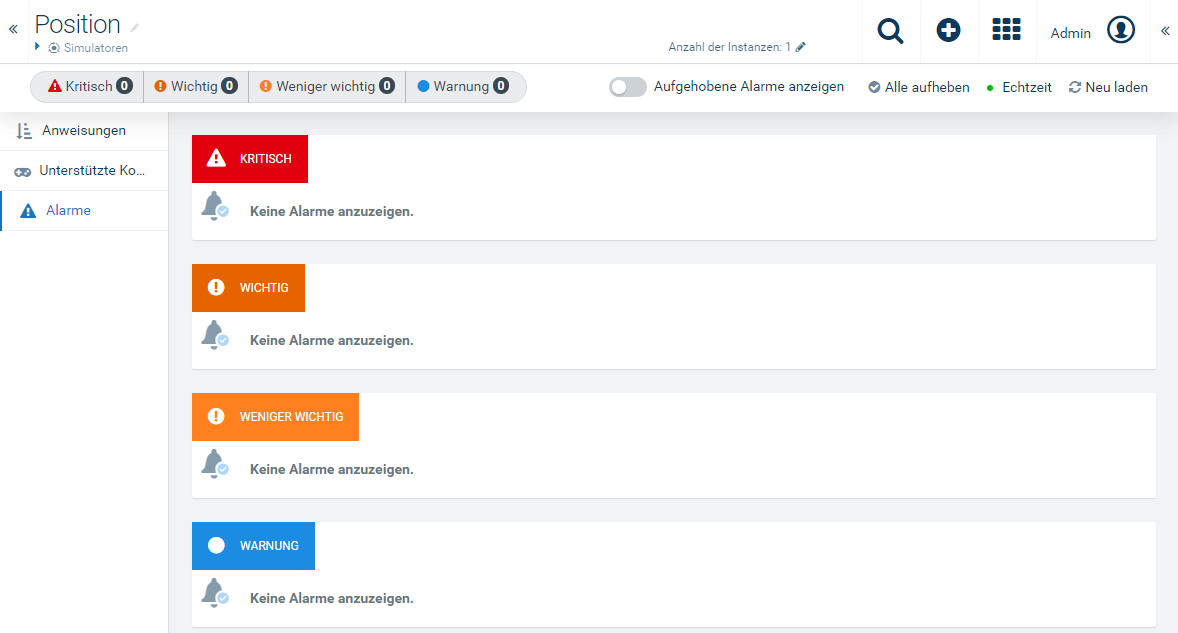 Position
Simulatoren
Anzahl der Instanzen: 1
Admin
Kritisch 0
Wichtig 0
Weniger wichtig 0
Warnung 0
Aufgehobene Alarme anzeigen
Alle aufheben
Echtzeit
Neu laden
Anweisungen
Unterstützte Ko...
Alarme
KRITISCH
Keine Alarme anzuzeigen.
WICHTIG
Keine Alarme anzuzeigen.
WENIGER WICHTIG
Keine Alarme anzuzeigen.
WARNUNG
Keine Alarme anzuzeigen.